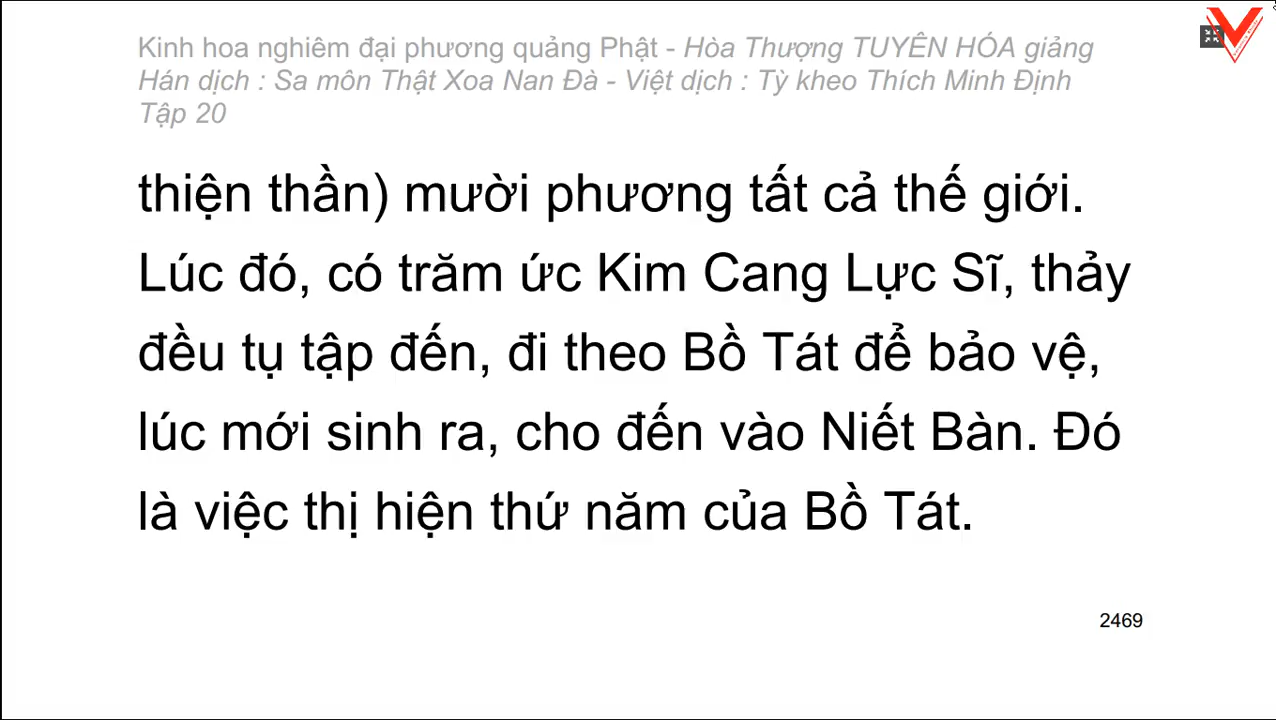 Kinh hoa nghiêm đại phương quảng Phật - Hòa Thượng TUYÊN HÓA giảng
Hán dịch : Sa môn Thật Xoa Nan Đà - Việt dịch : Tỳ kheo Thích Minh Định
Tập 20
thiện thần) mười phương tất cả thế giới.
Lúc đó, có trăm ức Kim Cang Lực Sĩ, thảy
đều tụ tập đến, đi theo Bồ Tát để bảo vệ,
lúc mới sinh ra, cho đến vào Niết Bàn. Đó
là việc thị hiện thứ năm của Bồ Tát.
2469